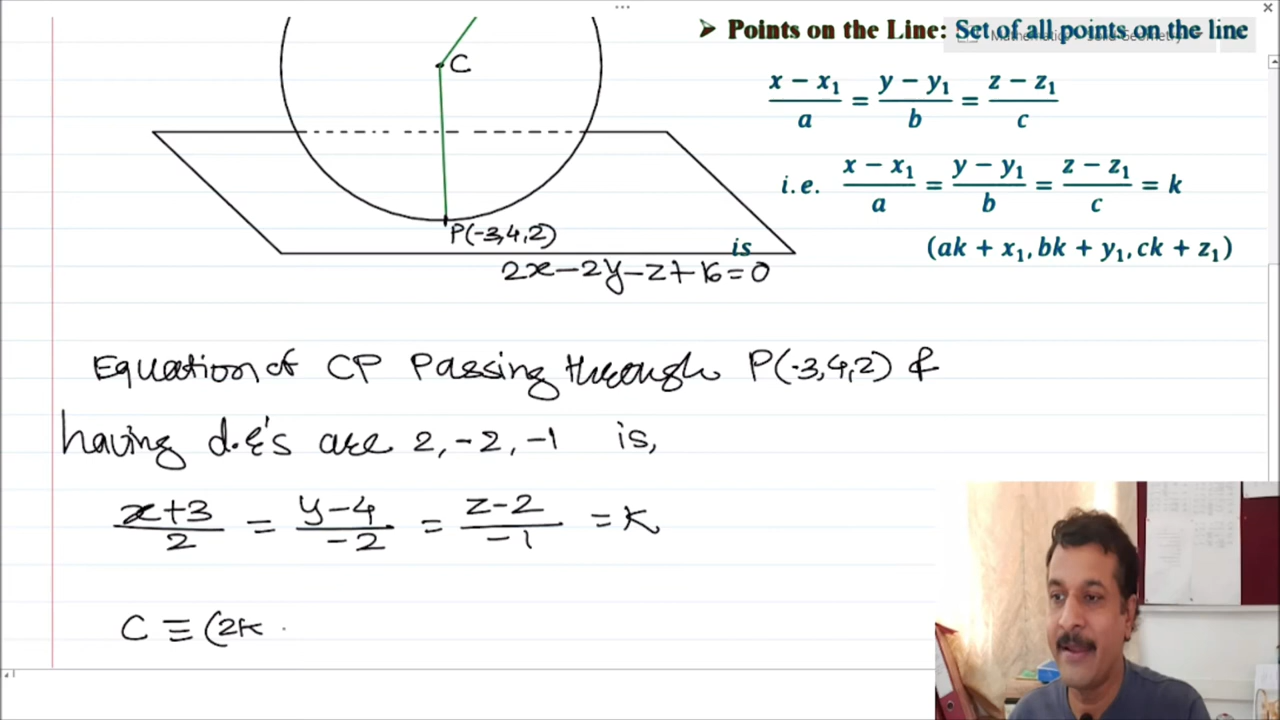 ➤ Points on the Line: Set of all points on the line
C
(x − x₁)/a = (y − y₁)/b = (z − z₁)/c
i.e. (x − x₁)/a = (y − y₁)/b = (z − z₁)/c = k
P(-3,4,2)
is
(ak + x₁, bk + y₁, ck + z₁)
2x-2y-z+16=0
Equation of CP Passing through P(-3,4,2) &
having d.r's are 2,-2,-1 is,
(x+3)/2 = (y-4)/-2 = (z-2)/-1 = k
C ≡ (2k